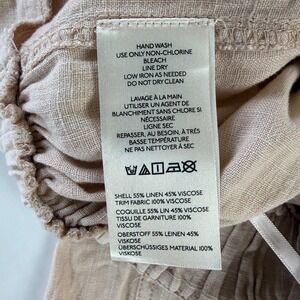 HAND WASH
USE ONLY NON-CHLORINE
BLEACH
LINE DRY
LOW IRON AS NEEDED
DO NOT DRY CLEAN
LAVAGE À LA MAIN
UTILISER UN AGENT DE
BLANCHIMENT SANS CHLORE SI
NÉCESSAIRE
LIGNE SEC
REPASSER, AU BESOIN, À TRÈS
BASSE TEMPÉRATURE
NE PAS NETTOYER À SEC
SHELL 55% LINEN 45% VISCOSE
TRIM FABRIC 100% VISCOSE
COQUILLE 55% LIN 45% VISCOSE
TISSU DE GARNITURE 100%
VISCOSE
OBERSTOFF 55% LEINEN 45%
VISKOSE
ÜBERSCHÜSSIGES MATERIAL 100%
VISKOSE